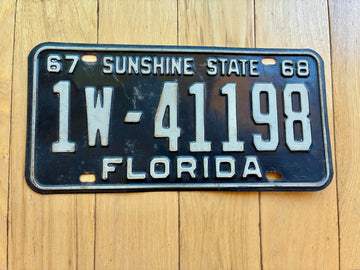 67 SUNSHINE STATE 68
1W-41198
FLORIDA